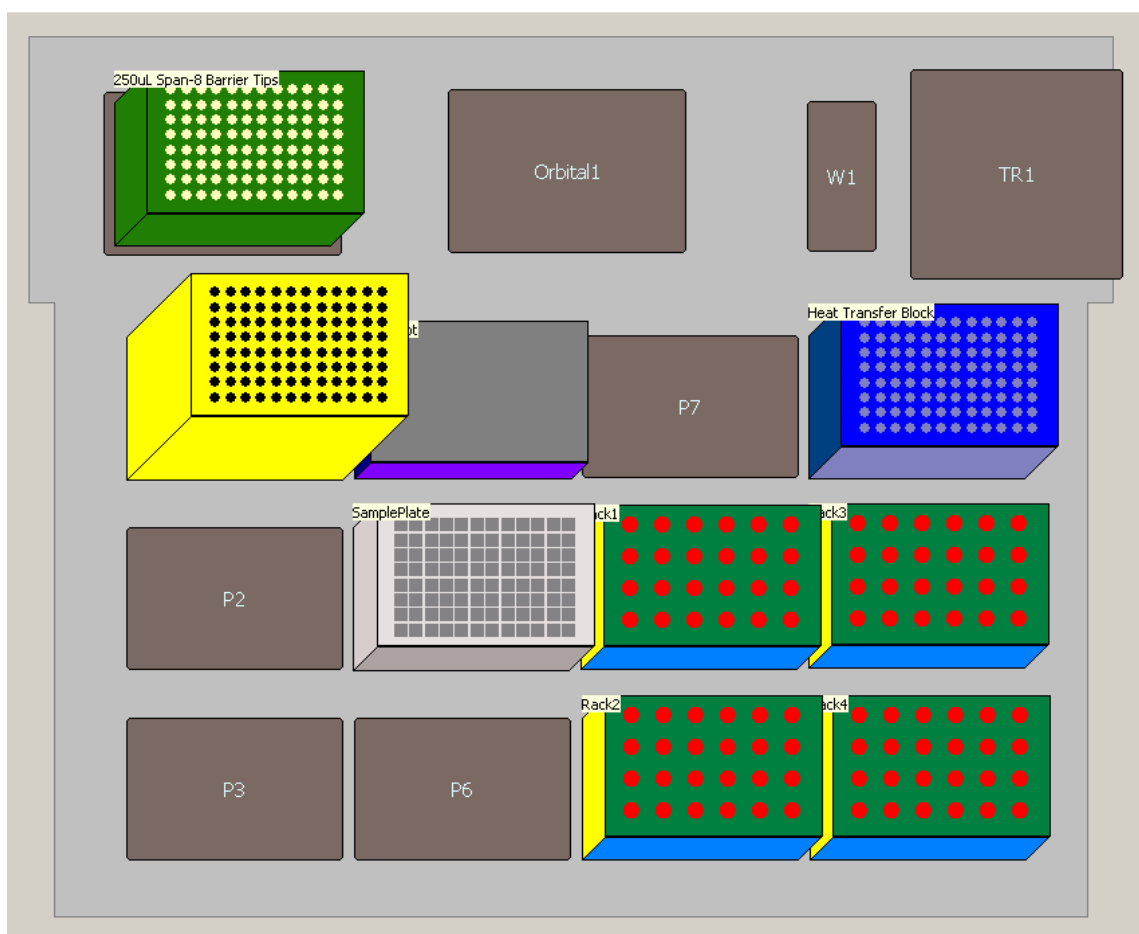 250uL Span-8 Barrier Tips
Orbital1
W1
TR1
Heat Transfer Block
P7
SamplePlate
P2
Rack2
P3
P6